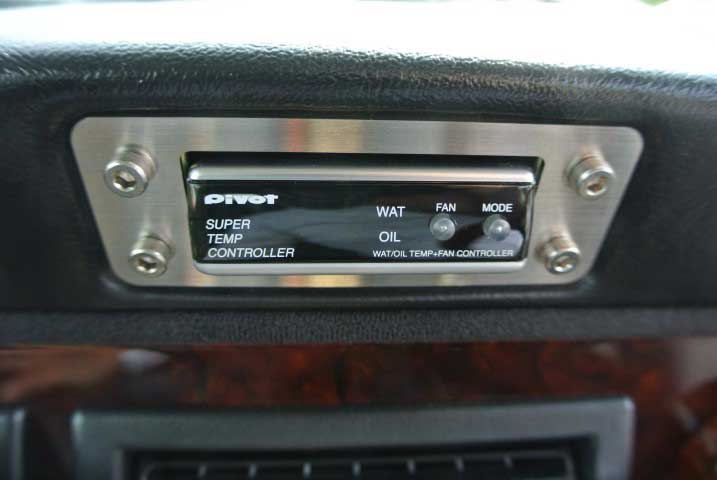 PIVOT
SUPER
TEMP
CONTROLLER
WAT
OIL
FAN
MODE
WAT/OIL TEMP+FAN CONTROLLER